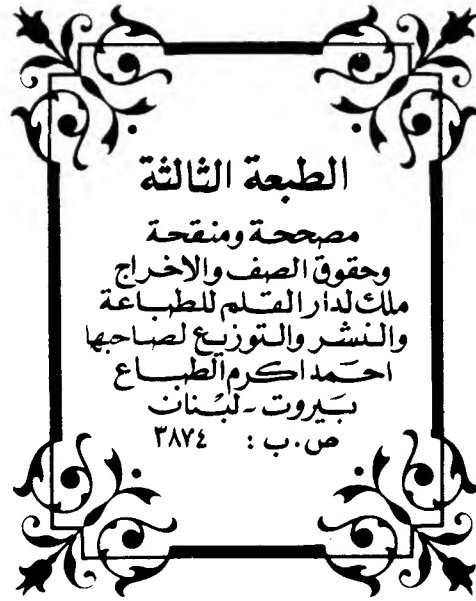 الطبعة الثالثة
مصححة ومنقحة
وحقوق الصف والاخراج
ملك لدار القلم للطباعة
والنشر والتوزيع لصاحبها
احمد اكرم الطباع
بيروت - لبنان
ص.ب : ٣٨٧٤